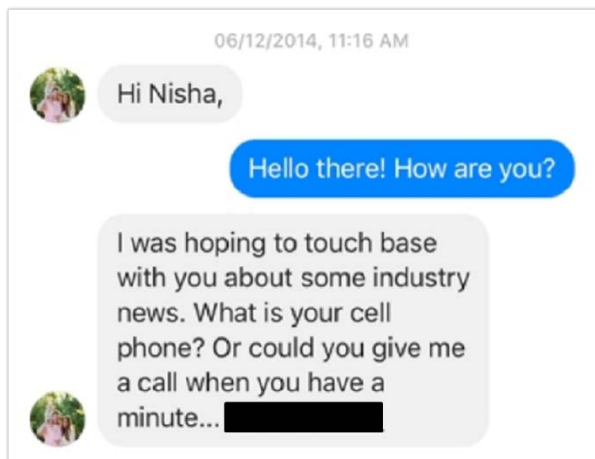 06/12/2014, 11:16 AM
Hi Nisha,
Hello there! How are you?
I was hoping to touch base
with you about some industry
news. What is your cell
phone? Or could you give me
a call when you have a
minute...